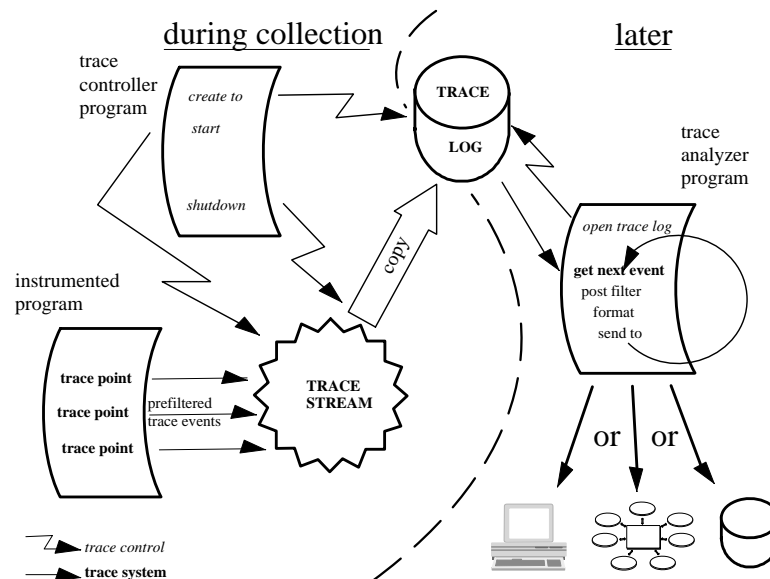 during collection
later
trace
controller
program
create to
start
shutdown
TRACE
LOG
trace
analyzer
program
open trace log
get next event
post filter
format
send to
copy
instrumented
program
trace point
trace point
trace point
prefiltered
trace events
TRACE
STREAM
or
or
trace control
trace system